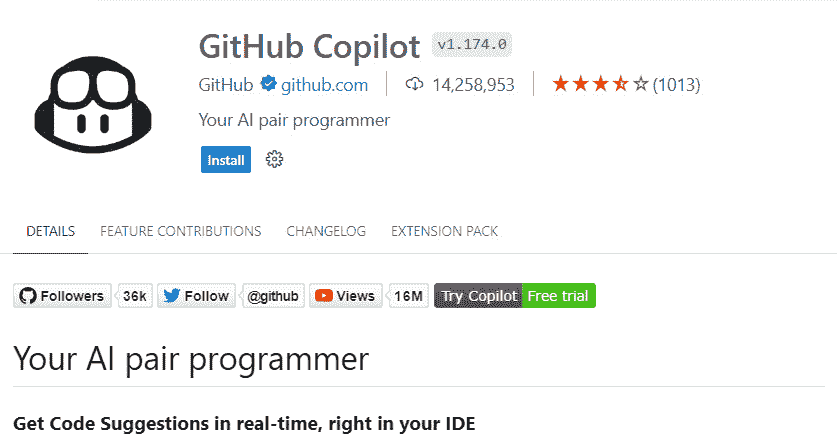 GitHub Copilot v1.174.0
GitHub github.com 14,258,953 (1013)
Your AI pair programmer
Install
DETAILS FEATURE CONTRIBUTIONS CHANGELOG EXTENSION PACK
Followers 36k Follow @github Views 16M Try Copilot Free trial
Your AI pair programmer
Get Code Suggestions in real-time, right in your IDE